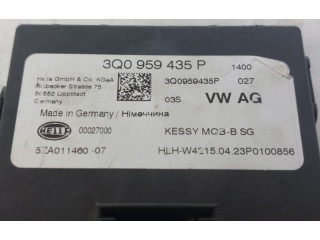 3Q0 959 435 P 1400
Hella GmbH & Co. KGaA
Rixbecker Strasse 75
59552 Lippstadt
Germany
3Q0959435P 027
03S VW AG
Made in Germany / Німеччина
HELLA 00027000 KESSY MQB-B SG
5ZA011460-07 HLH-W4215.04.23P0100856